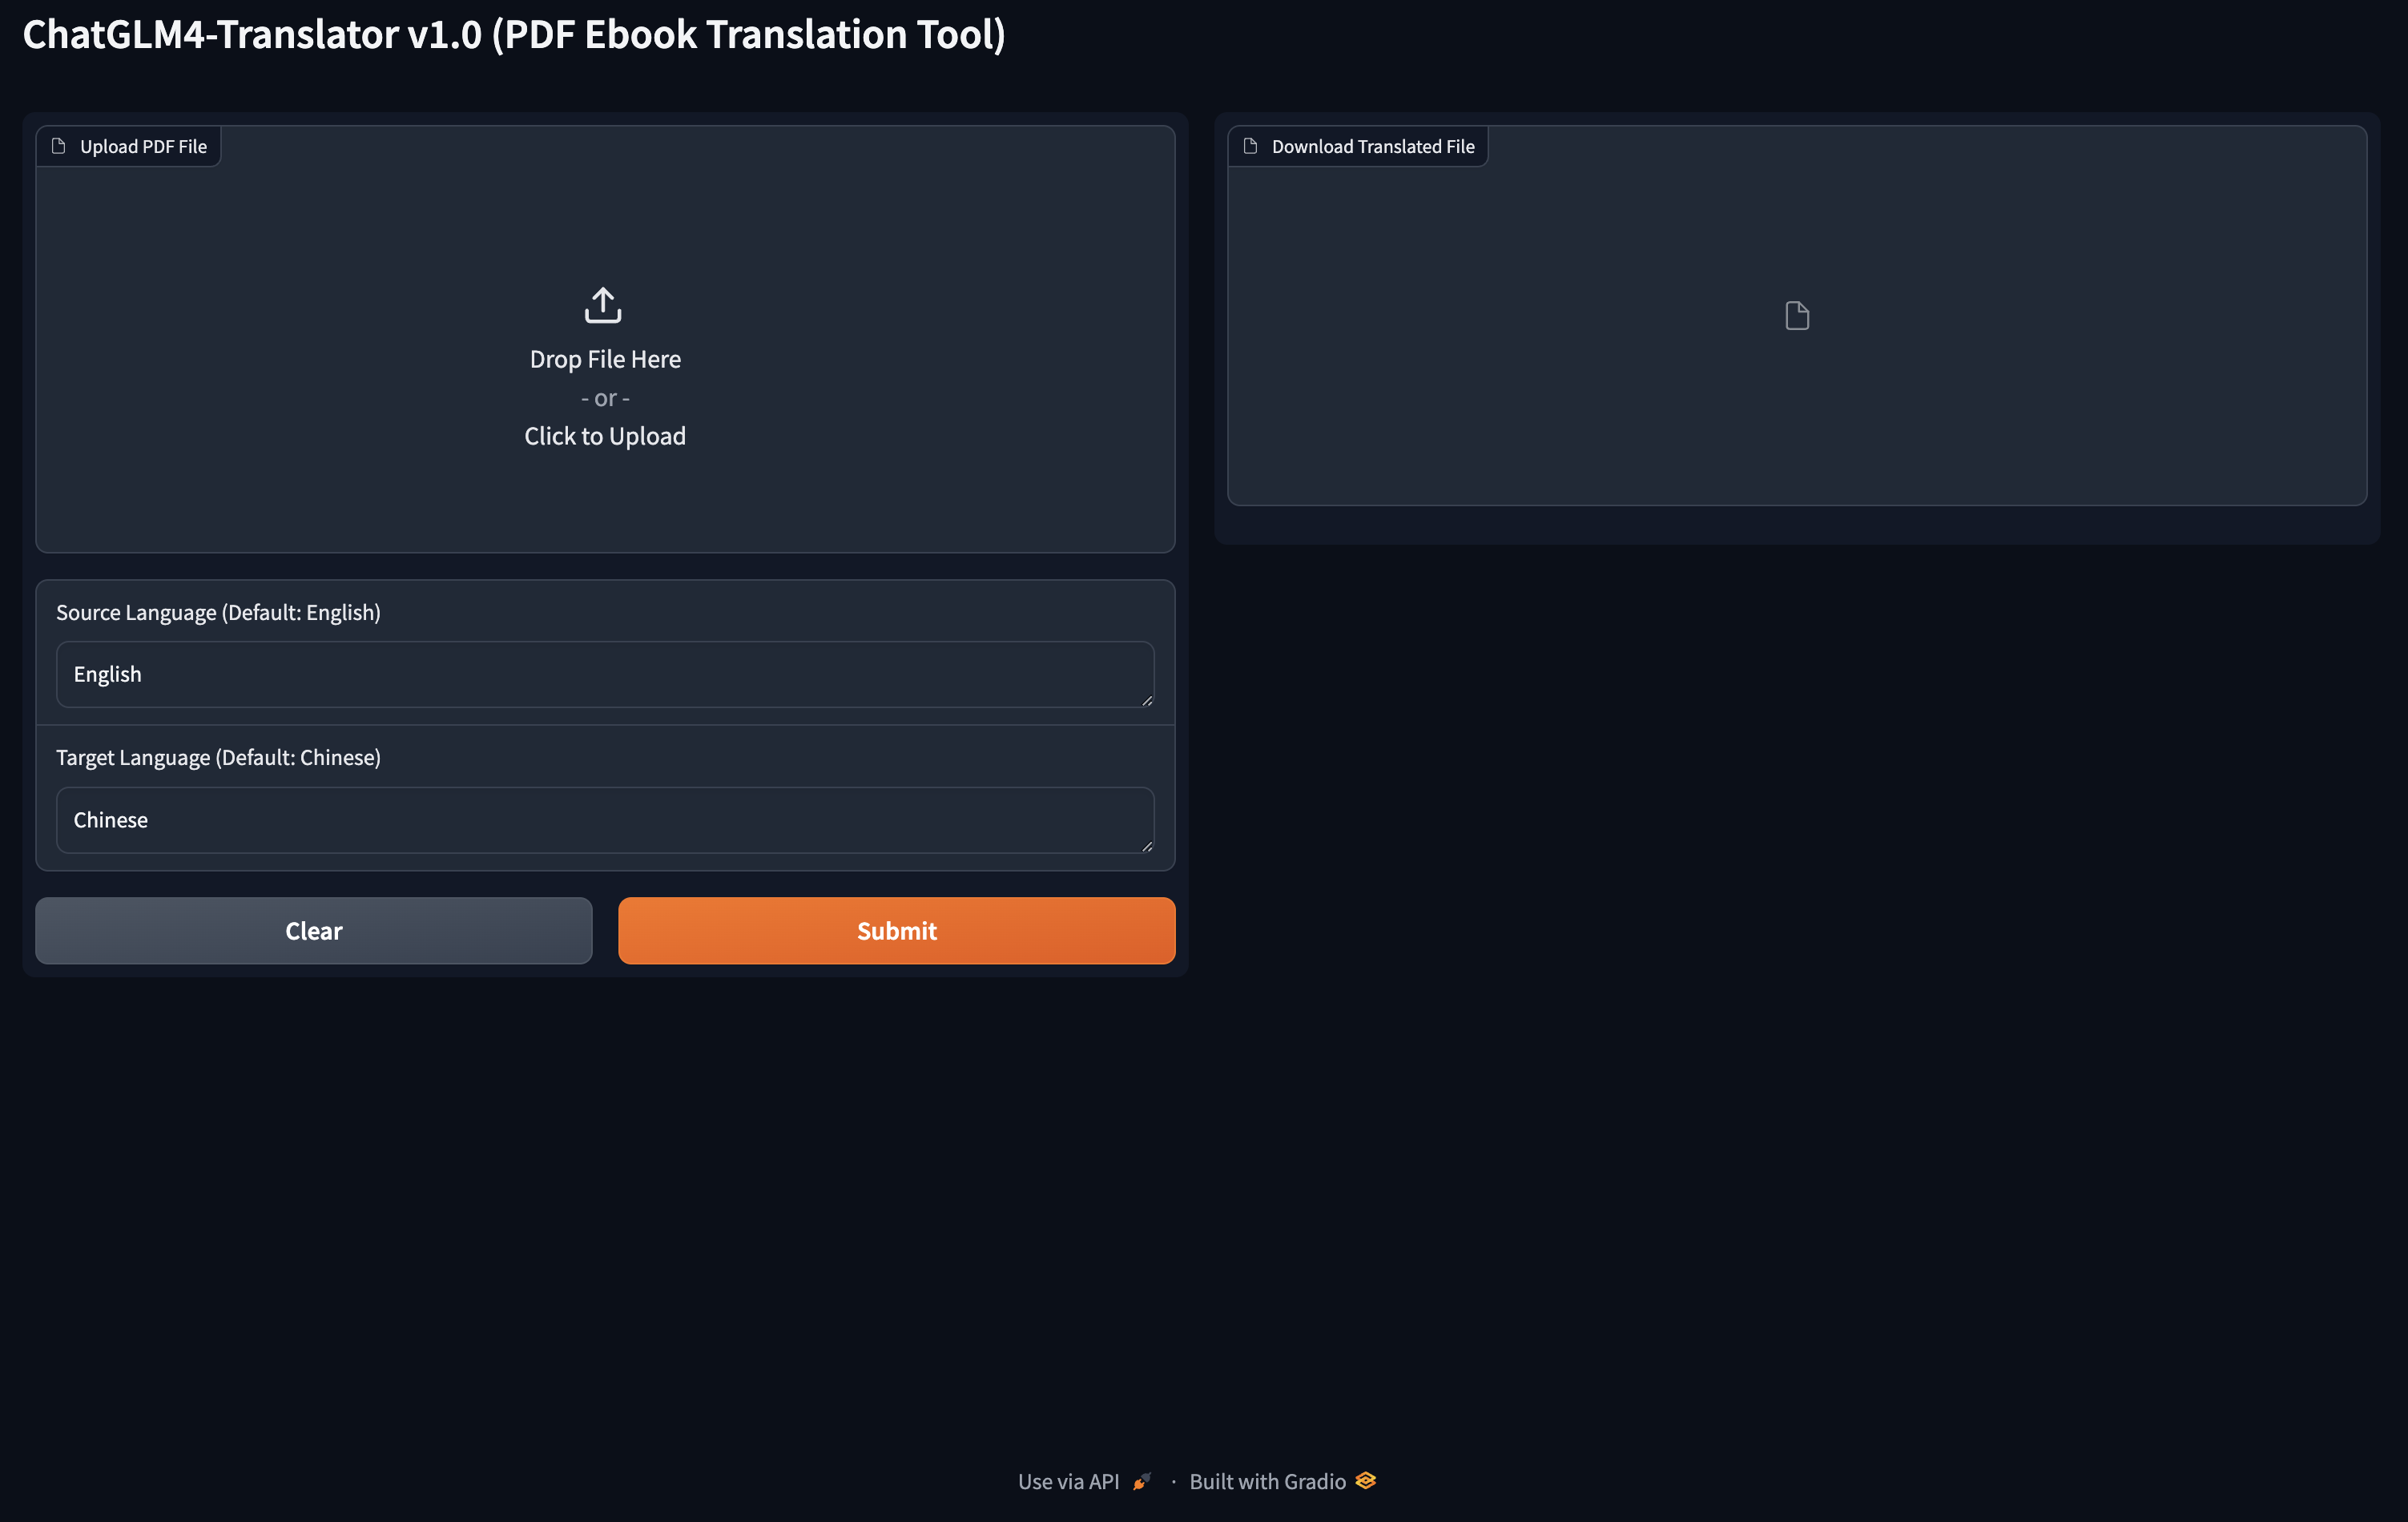 ChatGLM4-Translator v1.0 (PDF Ebook Translation Tool)
Upload PDF File
Drop File Here
- or -
Click to Upload
Source Language (Default: English)
English
Target Language (Default: Chinese)
Chinese
Clear
Submit
Download Translated File
Use via API · Built with Gradio